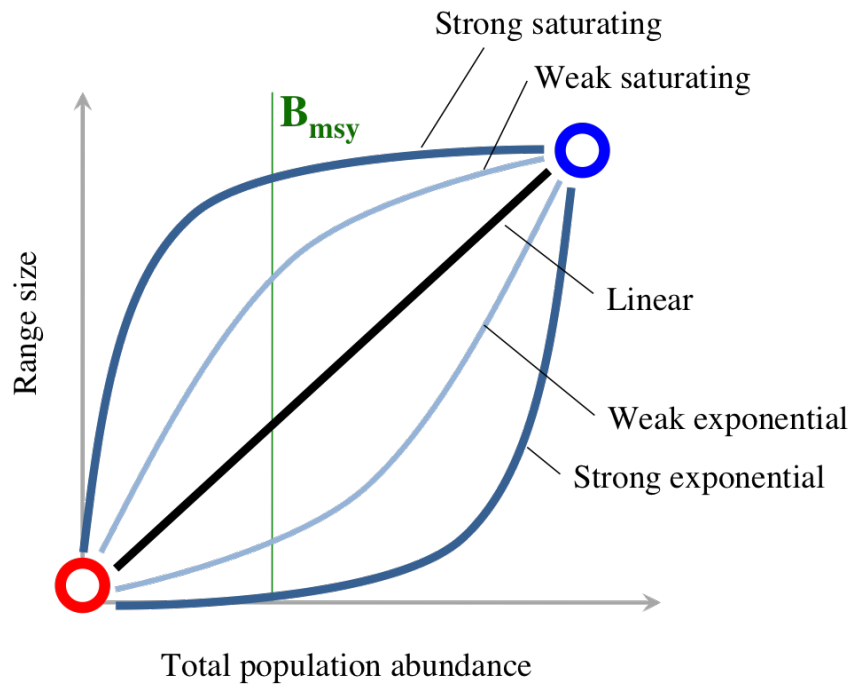 Strong saturating
Weak saturating
Bmsy
Range size
Linear
Weak exponential
Strong exponential
Total population abundance